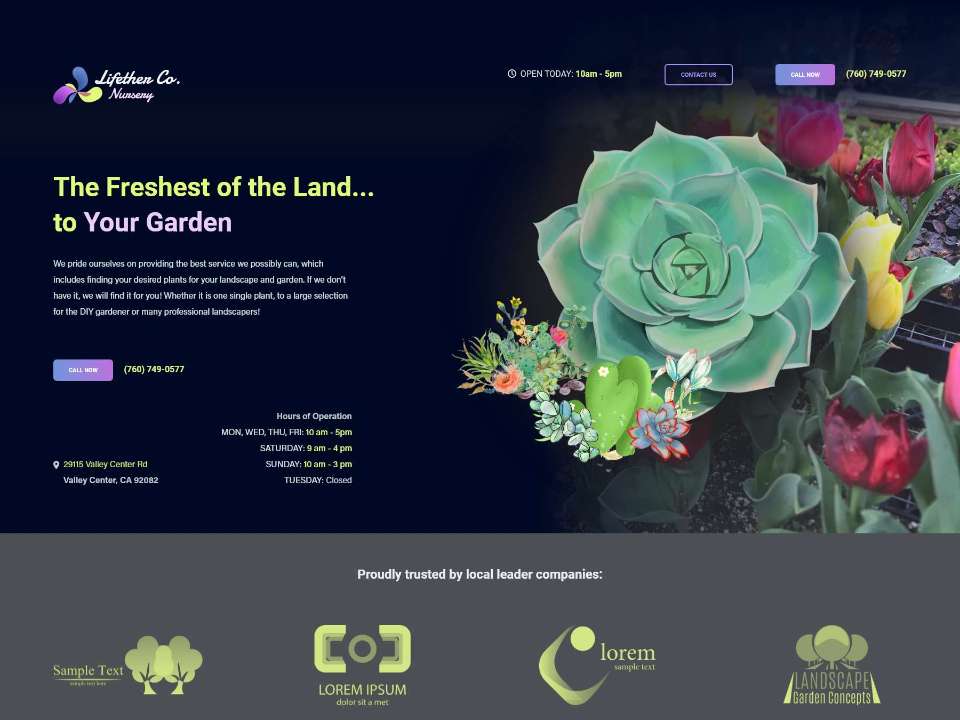 Lifether Co.
Nursery
OPEN TODAY: 10am - 5pm
CONTACT US
CALL NOW
(760) 749-0577
The Freshest of the Land...
to Your Garden
We pride ourselves on providing the best service we possibly can, which
includes finding your desired plants for your landscape and garden. If we don't
have it, we will find it for you! Whether it is one single plant, to a large selection
for the DIY gardener or many professional landscapers!
CALL NOW
(760) 749-0577
Hours of Operation
MON, WED, THU, FRI: 10 am - 5pm
SATURDAY: 9 am - 4 pm
SUNDAY: 10 am - 3 pm
TUESDAY: Closed
29115 Valley Center Rd
Valley Center, CA 92082
Proudly trusted by local leader companies:
Sample Text
sample text here
LOREM IPSUM
dolor sit a met
lorem
sample text
LANDSCAPE
Garden Concepts